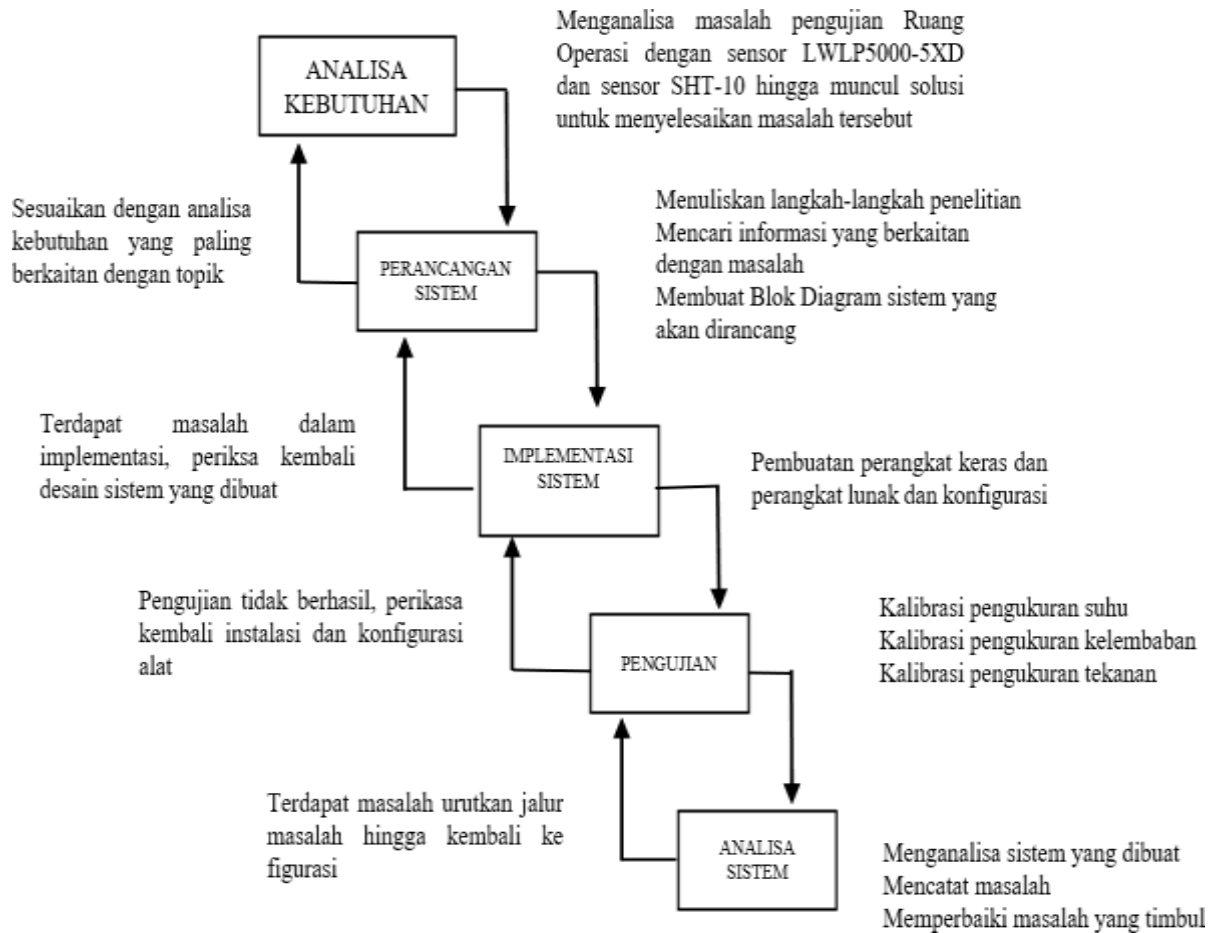 Menganalisa masalah pengujian Ruang
Operasi dengan sensor LWLP5000-5XD
dan sensor SHT-10 hingga muncul solusi
untuk menyelesaikan masalah tersebut
ANALISA
KEBUTUHAN
Sesuaikan dengan analisa
kebutuhan yang paling
berkaitan dengan topik
PERANCANGAN
SISTEM
Menuliskan langkah-langkah penelitian
Mencari informasi yang berkaitan
dengan masalah
Membuat Blok Diagram sistem yang
akan dirancang
Terdapat masalah dalam
implementasi, periksa kembali
desain sistem yang dibuat
IMPLEMENTASI
SISTEM
Pembuatan perangkat keras dan
perangkat lunak dan konfigurasi
Pengujian tidak berhasil, perikasa
kembali instalasi dan konfigurasi
alat
PENGUJIAN
Kalibrasi pengukuran suhu
Kalibrasi pengukuran kelembaban
Kalibrasi pengukuran tekanan
Terdapat masalah urutkan jalur
masalah hingga kembali ke
figurasi
ANALISA
SISTEM
Menganalisa sistem yang dibuat
Mencatat masalah
Memperbaiki masalah yang timbul